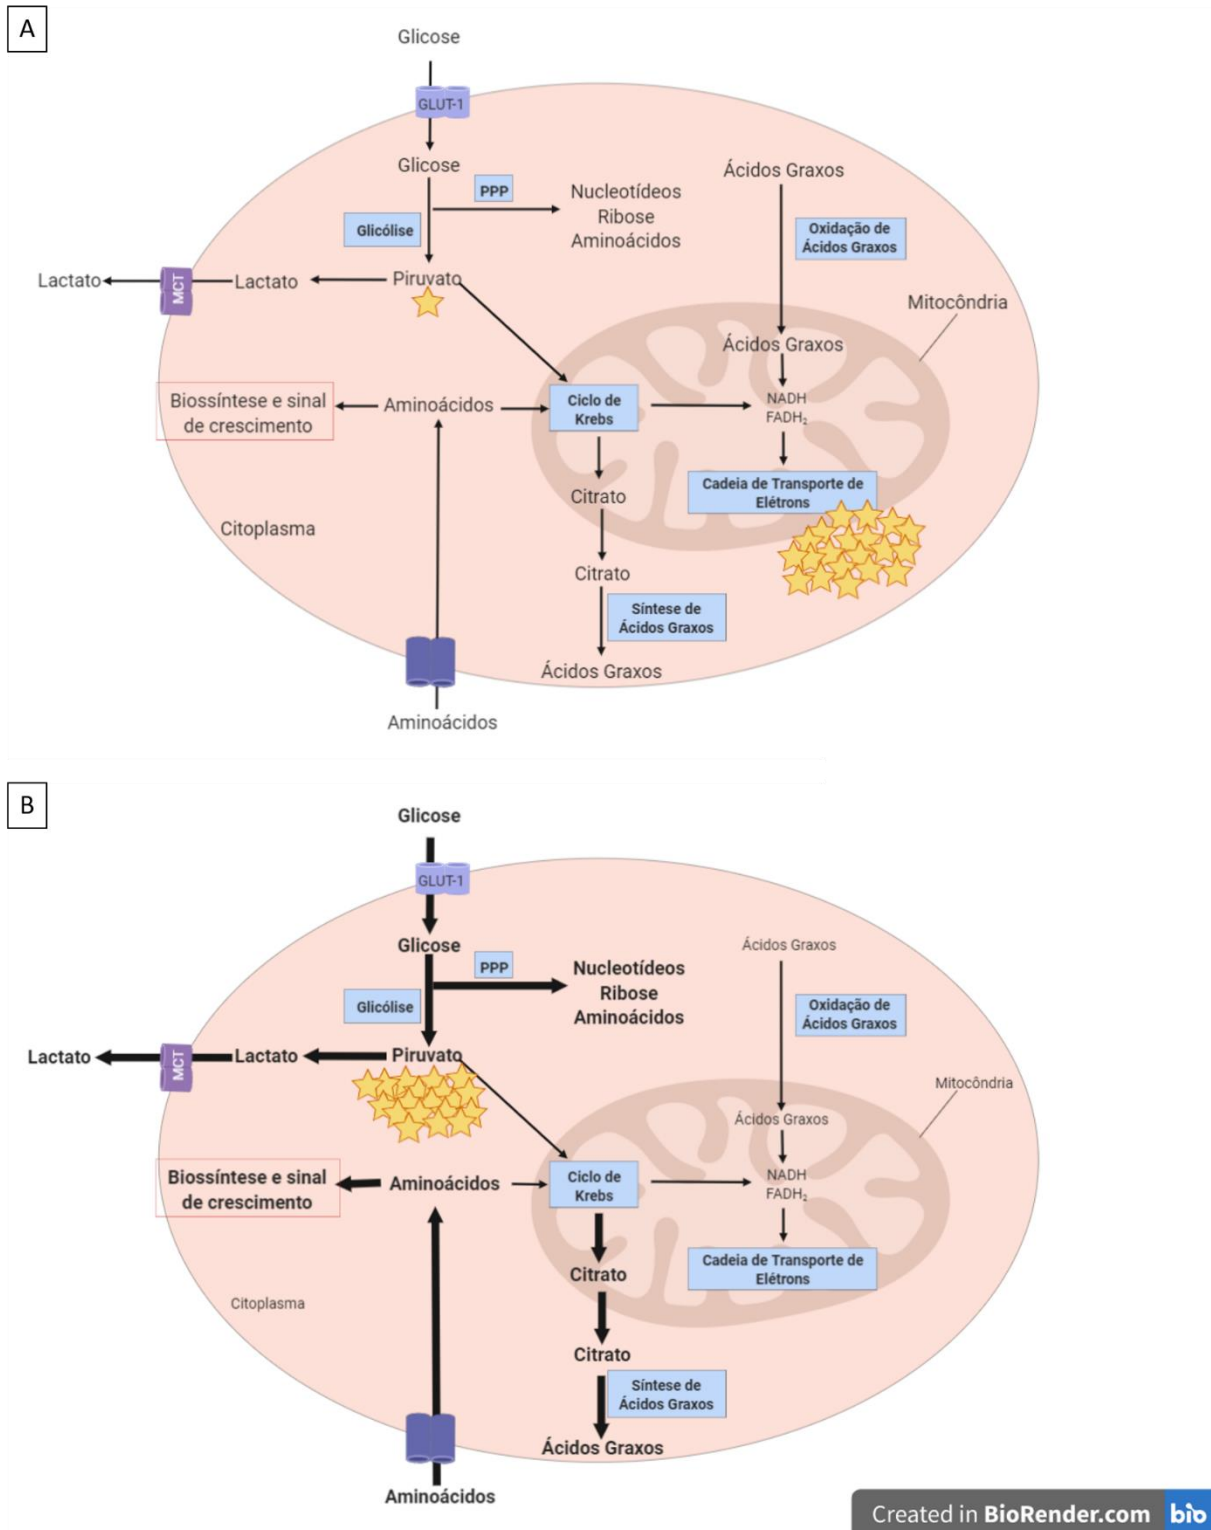 A
Glicose
GLUT-1
Glicose
PPP
Nucleotídeos
Ribose
Aminoácidos
Ácidos Graxos
Glicólise
Oxidação de
Ácidos Graxos
Lactato
MCT
Lactato
Piruvato
Mitocôndria
Ácidos Graxos
Biossíntese e sinal
de crescimento
Aminoácidos
Ciclo de
Krebs
NADH
FADH₂
Citrato
Cadeia de Transporte de
Elétrons
Citoplasma
Citrato
Síntese de
Ácidos Graxos
Ácidos Graxos
Aminoácidos
B
Glicose
GLUT-1
Glicose
PPP
Nucleotídeos
Ribose
Aminoácidos
Ácidos Graxos
Glicólise
Oxidação de
Ácidos Graxos
Lactato
MCT
Lactato
Piruvato
Mitocôndria
Ácidos Graxos
Biossíntese e sinal
de crescimento
Aminoácidos
Ciclo de
Krebs
NADH
FADH₂
Citrato
Cadeia de Transporte de
Elétrons
Citoplasma
Citrato
Síntese de
Ácidos Graxos
Ácidos Graxos
Aminoácidos
Created in BioRender.com bio